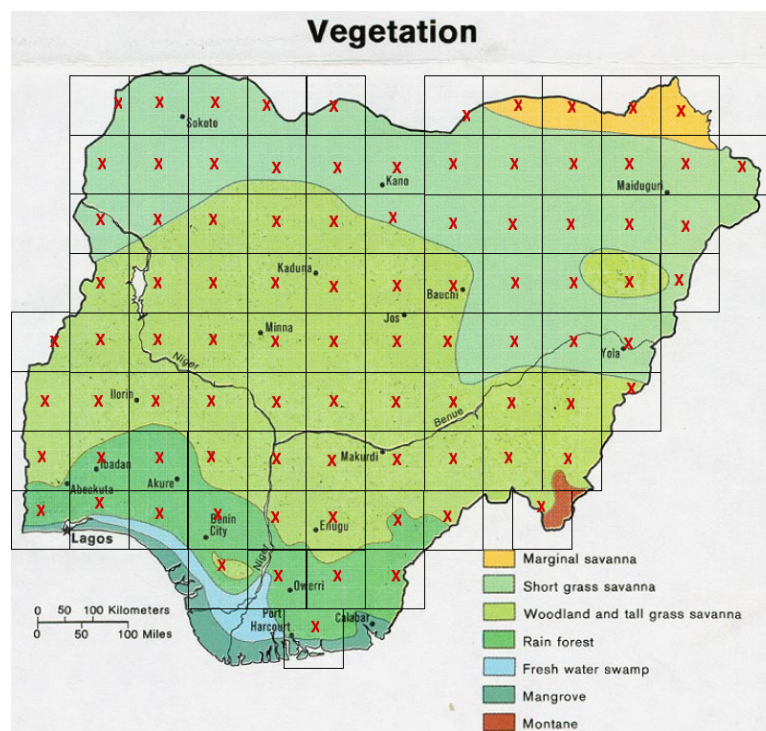 Vegetation
Sokoto
Kano
Maiduguri
Kaduna
Bauchi
Jos
Minna
Yola
Niger
Ilorin
Benue
Makurdi
Ibadan
Akure
Abeokuta
Benin
City
Enugu
Lagos
Niger
Owerri
Port
Harcourt
Calabar
0 50 100 Kilometers
0 50 100 Miles
Marginal savanna
Short grass savanna
Woodland and tall grass savanna
Rain forest
Fresh water swamp
Mangrove
Montane